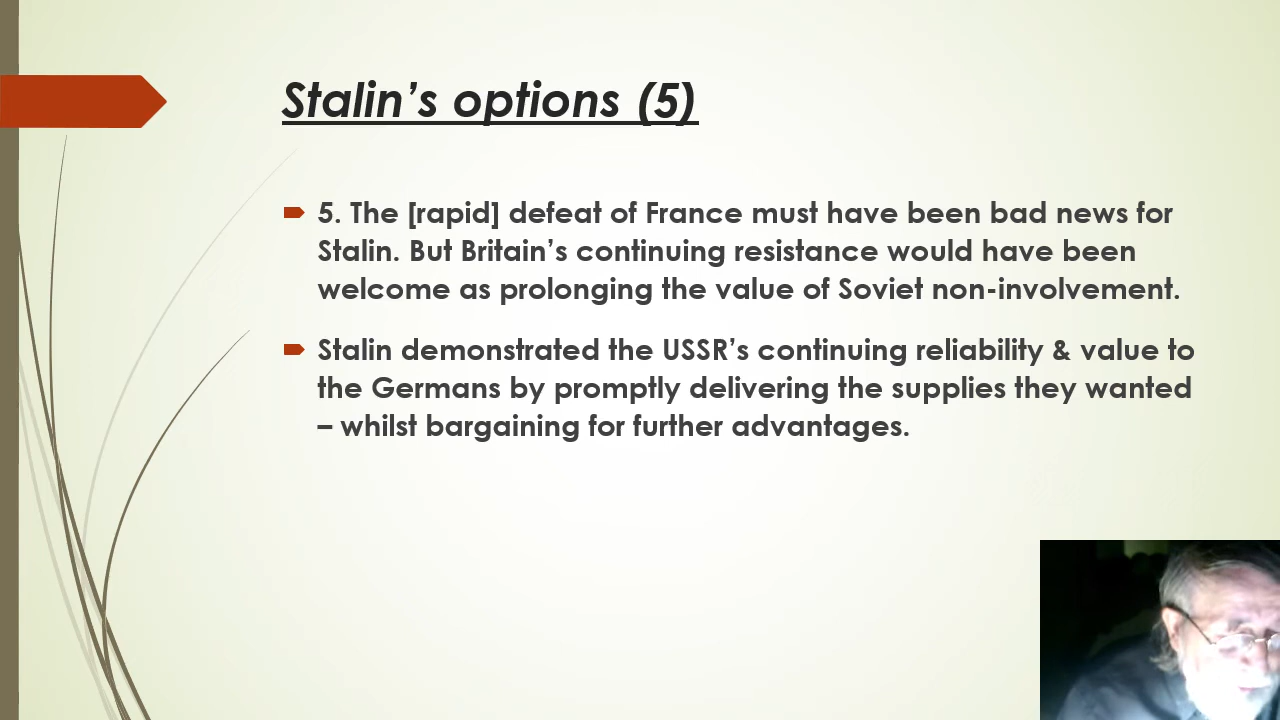 Stalin’s options (5)
5. The [rapid] defeat of France must have been bad news for
Stalin. But Britain’s continuing resistance would have been
welcome as prolonging the value of Soviet non-involvement.
Stalin demonstrated the USSR’s continuing reliability & value to
the Germans by promptly delivering the supplies they wanted
– whilst bargaining for further advantages.